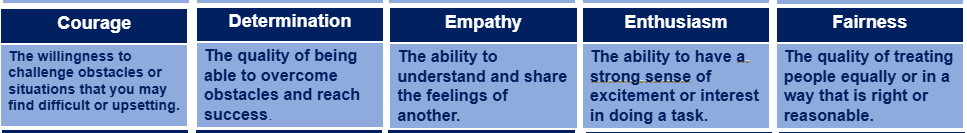 Courage
The willingness to
challenge obstacles or
situations that you may
find difficult or upsetting.
Determination
The quality of being
able to overcome
obstacles and reach
success.
Empathy
The ability to
understand and share
the feelings of
another.
Enthusiasm
The ability to have a
strong sense of
excitement or interest
in doing a task.
Fairness
The quality of treating
people equally or in a
way that is right or
reasonable.